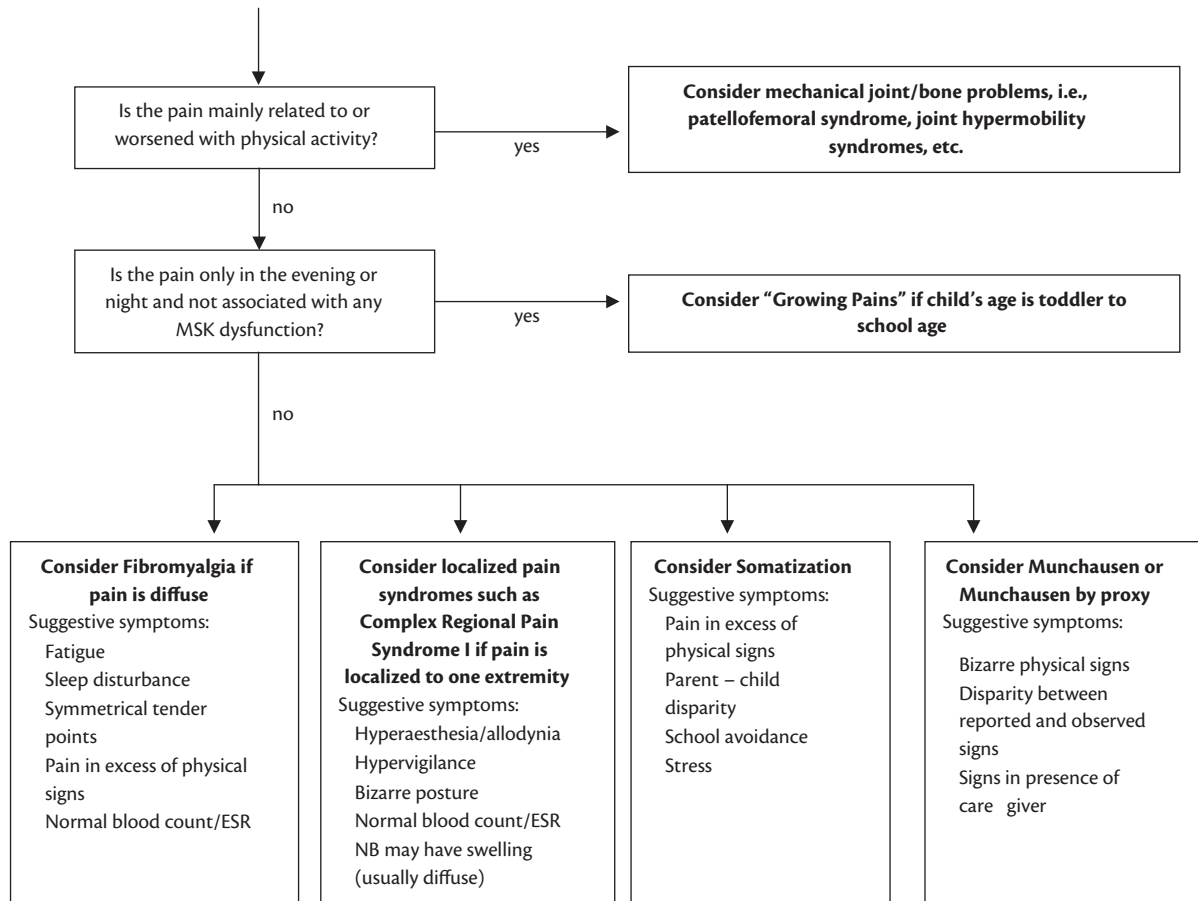 Is the pain mainly related to or
worsened with physical activity?
yes
Consider mechanical joint/bone problems, i.e.,
patellofemoral syndrome, joint hypermobility
syndromes, etc.
no
Is the pain only in the evening or
night and not associated with any
MSK dysfunction?
yes
Consider “Growing Pains” if child’s age is toddler to
school age
no
Consider Fibromyalgia if
pain is diffuse
Suggestive symptoms:
Fatigue
Sleep disturbance
Symmetrical tender
points
Pain in excess of physical
signs
Normal blood count/ESR
Consider localized pain
syndromes such as
Complex Regional Pain
Syndrome I if pain is
localized to one extremity
Suggestive symptoms:
Hyperaesthesia/allodynia
Hypervigilance
Bizarre posture
Normal blood count/ESR
NB may have swelling
(usually diffuse)
Consider Somatization
Suggestive symptoms:
Pain in excess of
physical signs
Parent – child
disparity
School avoidance
Stress
Consider Munchausen or
Munchausen by proxy
Suggestive symptoms:
Bizarre physical signs
Disparity between
reported and observed
signs
Signs in presence of
care giver